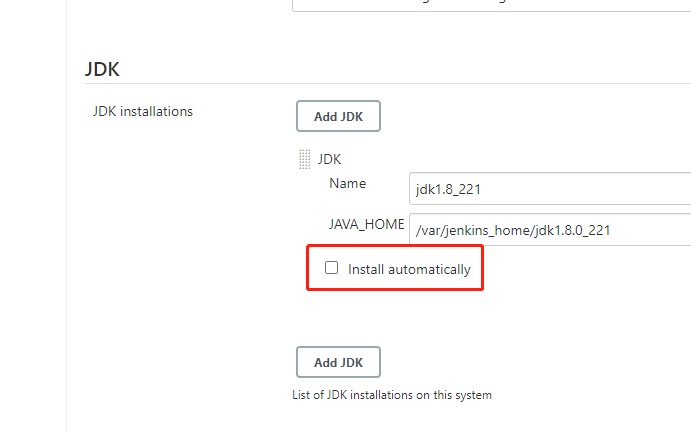 JDK
JDK installations
Add JDK
JDK
Name
jdk1.8_221
JAVA_HOME
/var/jenkins_home/jdk1.8.0_221
Install automatically
Add JDK
List of JDK installations on this system